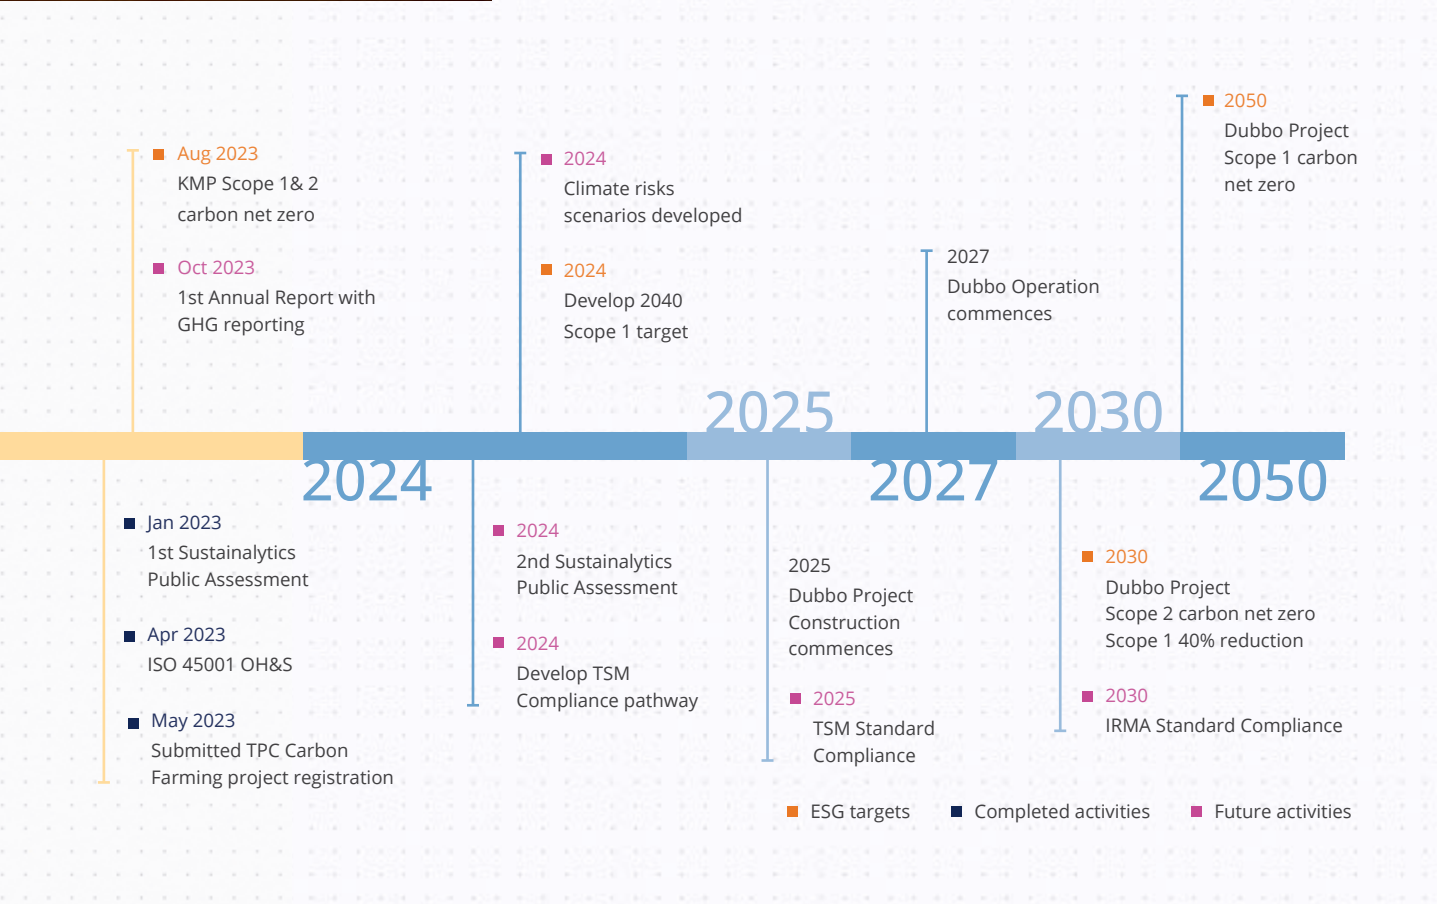 Aug 2023
KMP Scope 1& 2
carbon net zero
Oct 2023
1st Annual Report with
GHG reporting
2024
Climate risks
scenarios developed
2024
Develop 2040
Scope 1 target
2027
Dubbo Operation
commences
2050
Dubbo Project
Scope 1 carbon
net zero
2024
2025
2027
2030
2050
Jan 2023
1st Sustainalytics
Public Assessment
Apr 2023
ISO 45001 OH&S
May 2023
Submitted TPC Carbon
Farming project registration
2024
2nd Sustainalytics
Public Assessment
2024
Develop TSM
Compliance pathway
2025
Dubbo Project
Construction
commences
2025
TSM Standard
Compliance
2030
Dubbo Project
Scope 2 carbon net zero
Scope 1 40% reduction
2030
IRMA Standard Compliance
ESG targets
Completed activities
Future activities